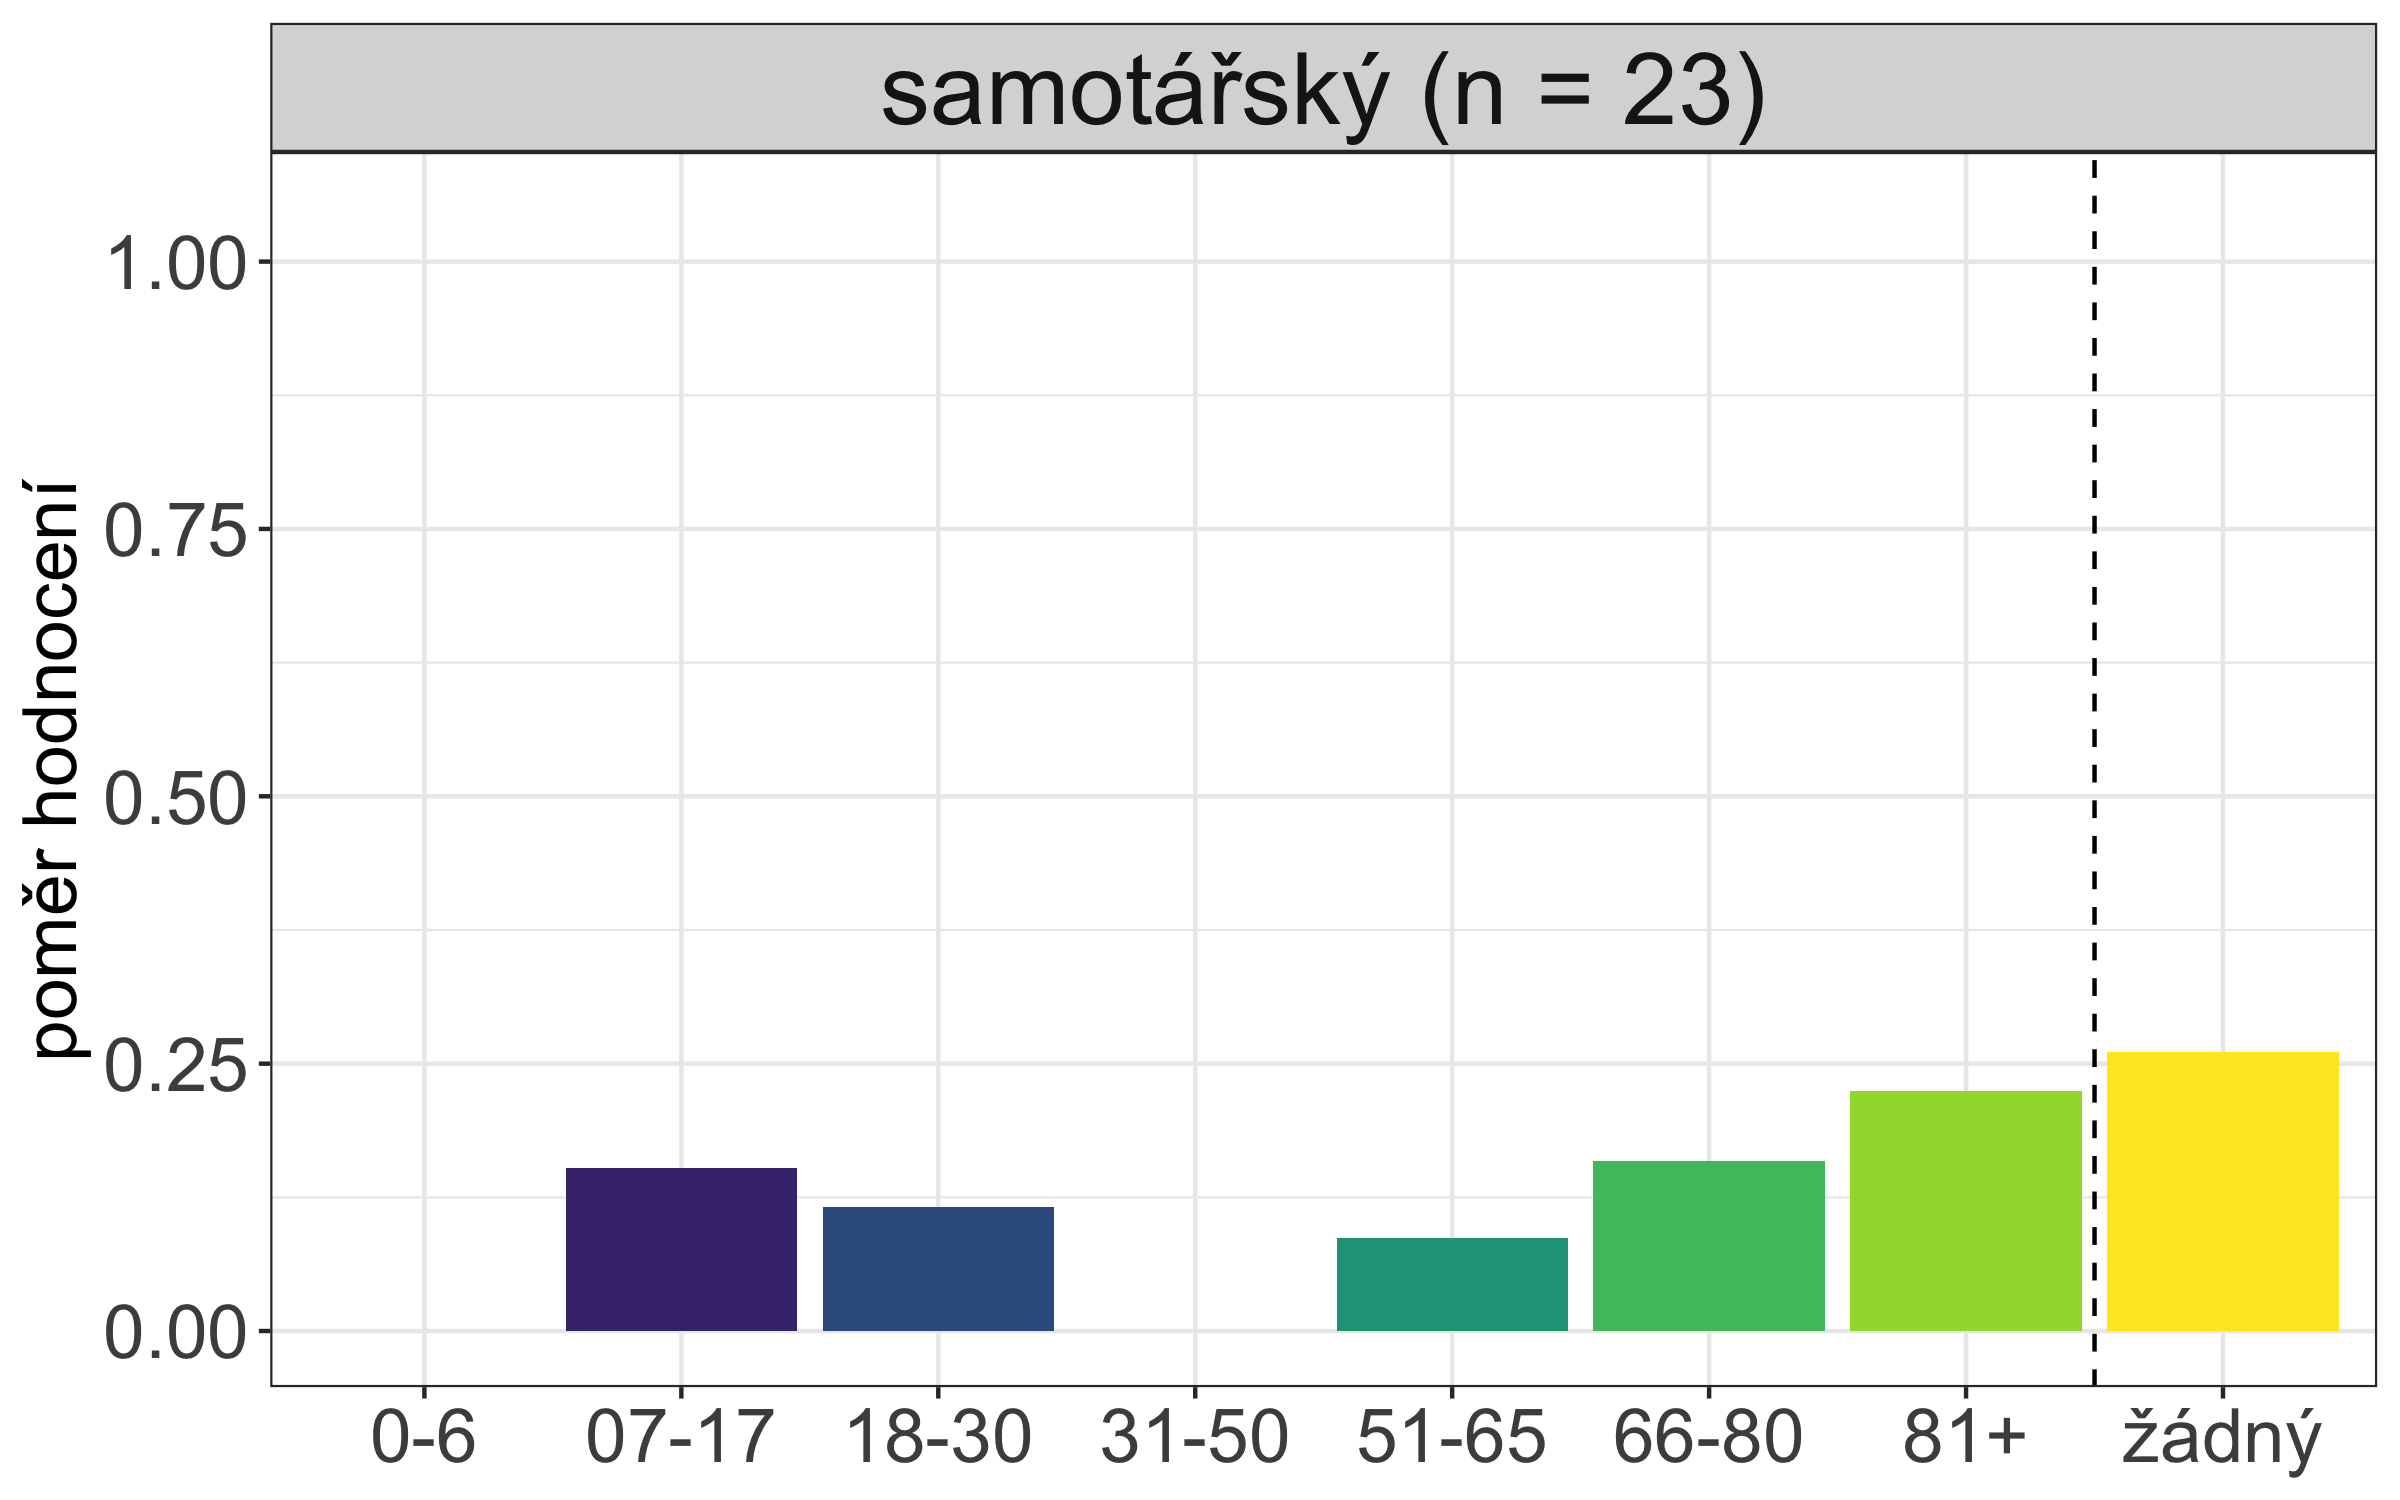 samotářský (n = 23)
poměr hodnocení
1.00
0.75
0.50
0.25
0.00
0-6 07-17 18-30 31-50 51-65 66-80 81+ žádný